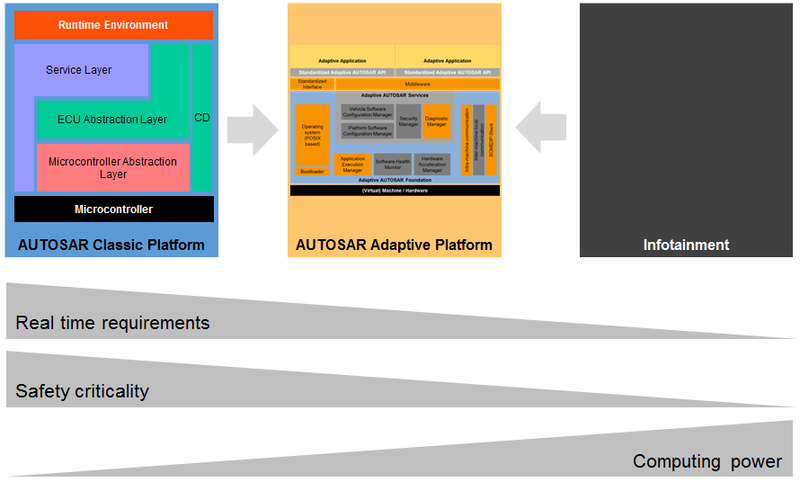 Runtime Environment
Service Layer
ECU Abstraction Layer
CD
Microcontroller Abstraction
Layer
Microcontroller
AUTOSAR Classic Platform
Adaptive Application
Adaptive Application
Standardized Adaptive AUTOSAR API
Standardized Adaptive AUTOSAR API
Standardized
Interface
Middleware
Adaptive AUTOSAR Services
Operating
system
(POSIX
based)
Bootloader
Vehicle Software
Configuration Manager
Platform Software
Configuration Manager
Security
Manager
Diagnostic
Manager
Application
Execution
Manager
Software Health
Monitor
Hardware
Acceleration
Manager
Intra-machine communication
communication
SOME/IP-Stack
Adaptive AUTOSAR Foundation
(Virtual) Machine / Hardware
AUTOSAR Adaptive Platform
Infotainment
Real time requirements
Safety criticality
Computing power